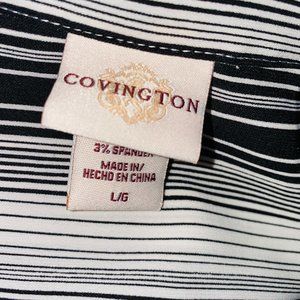 COVINGTON
3% SPANDEX
MADE IN/
HECHO EN CHINA
L/G